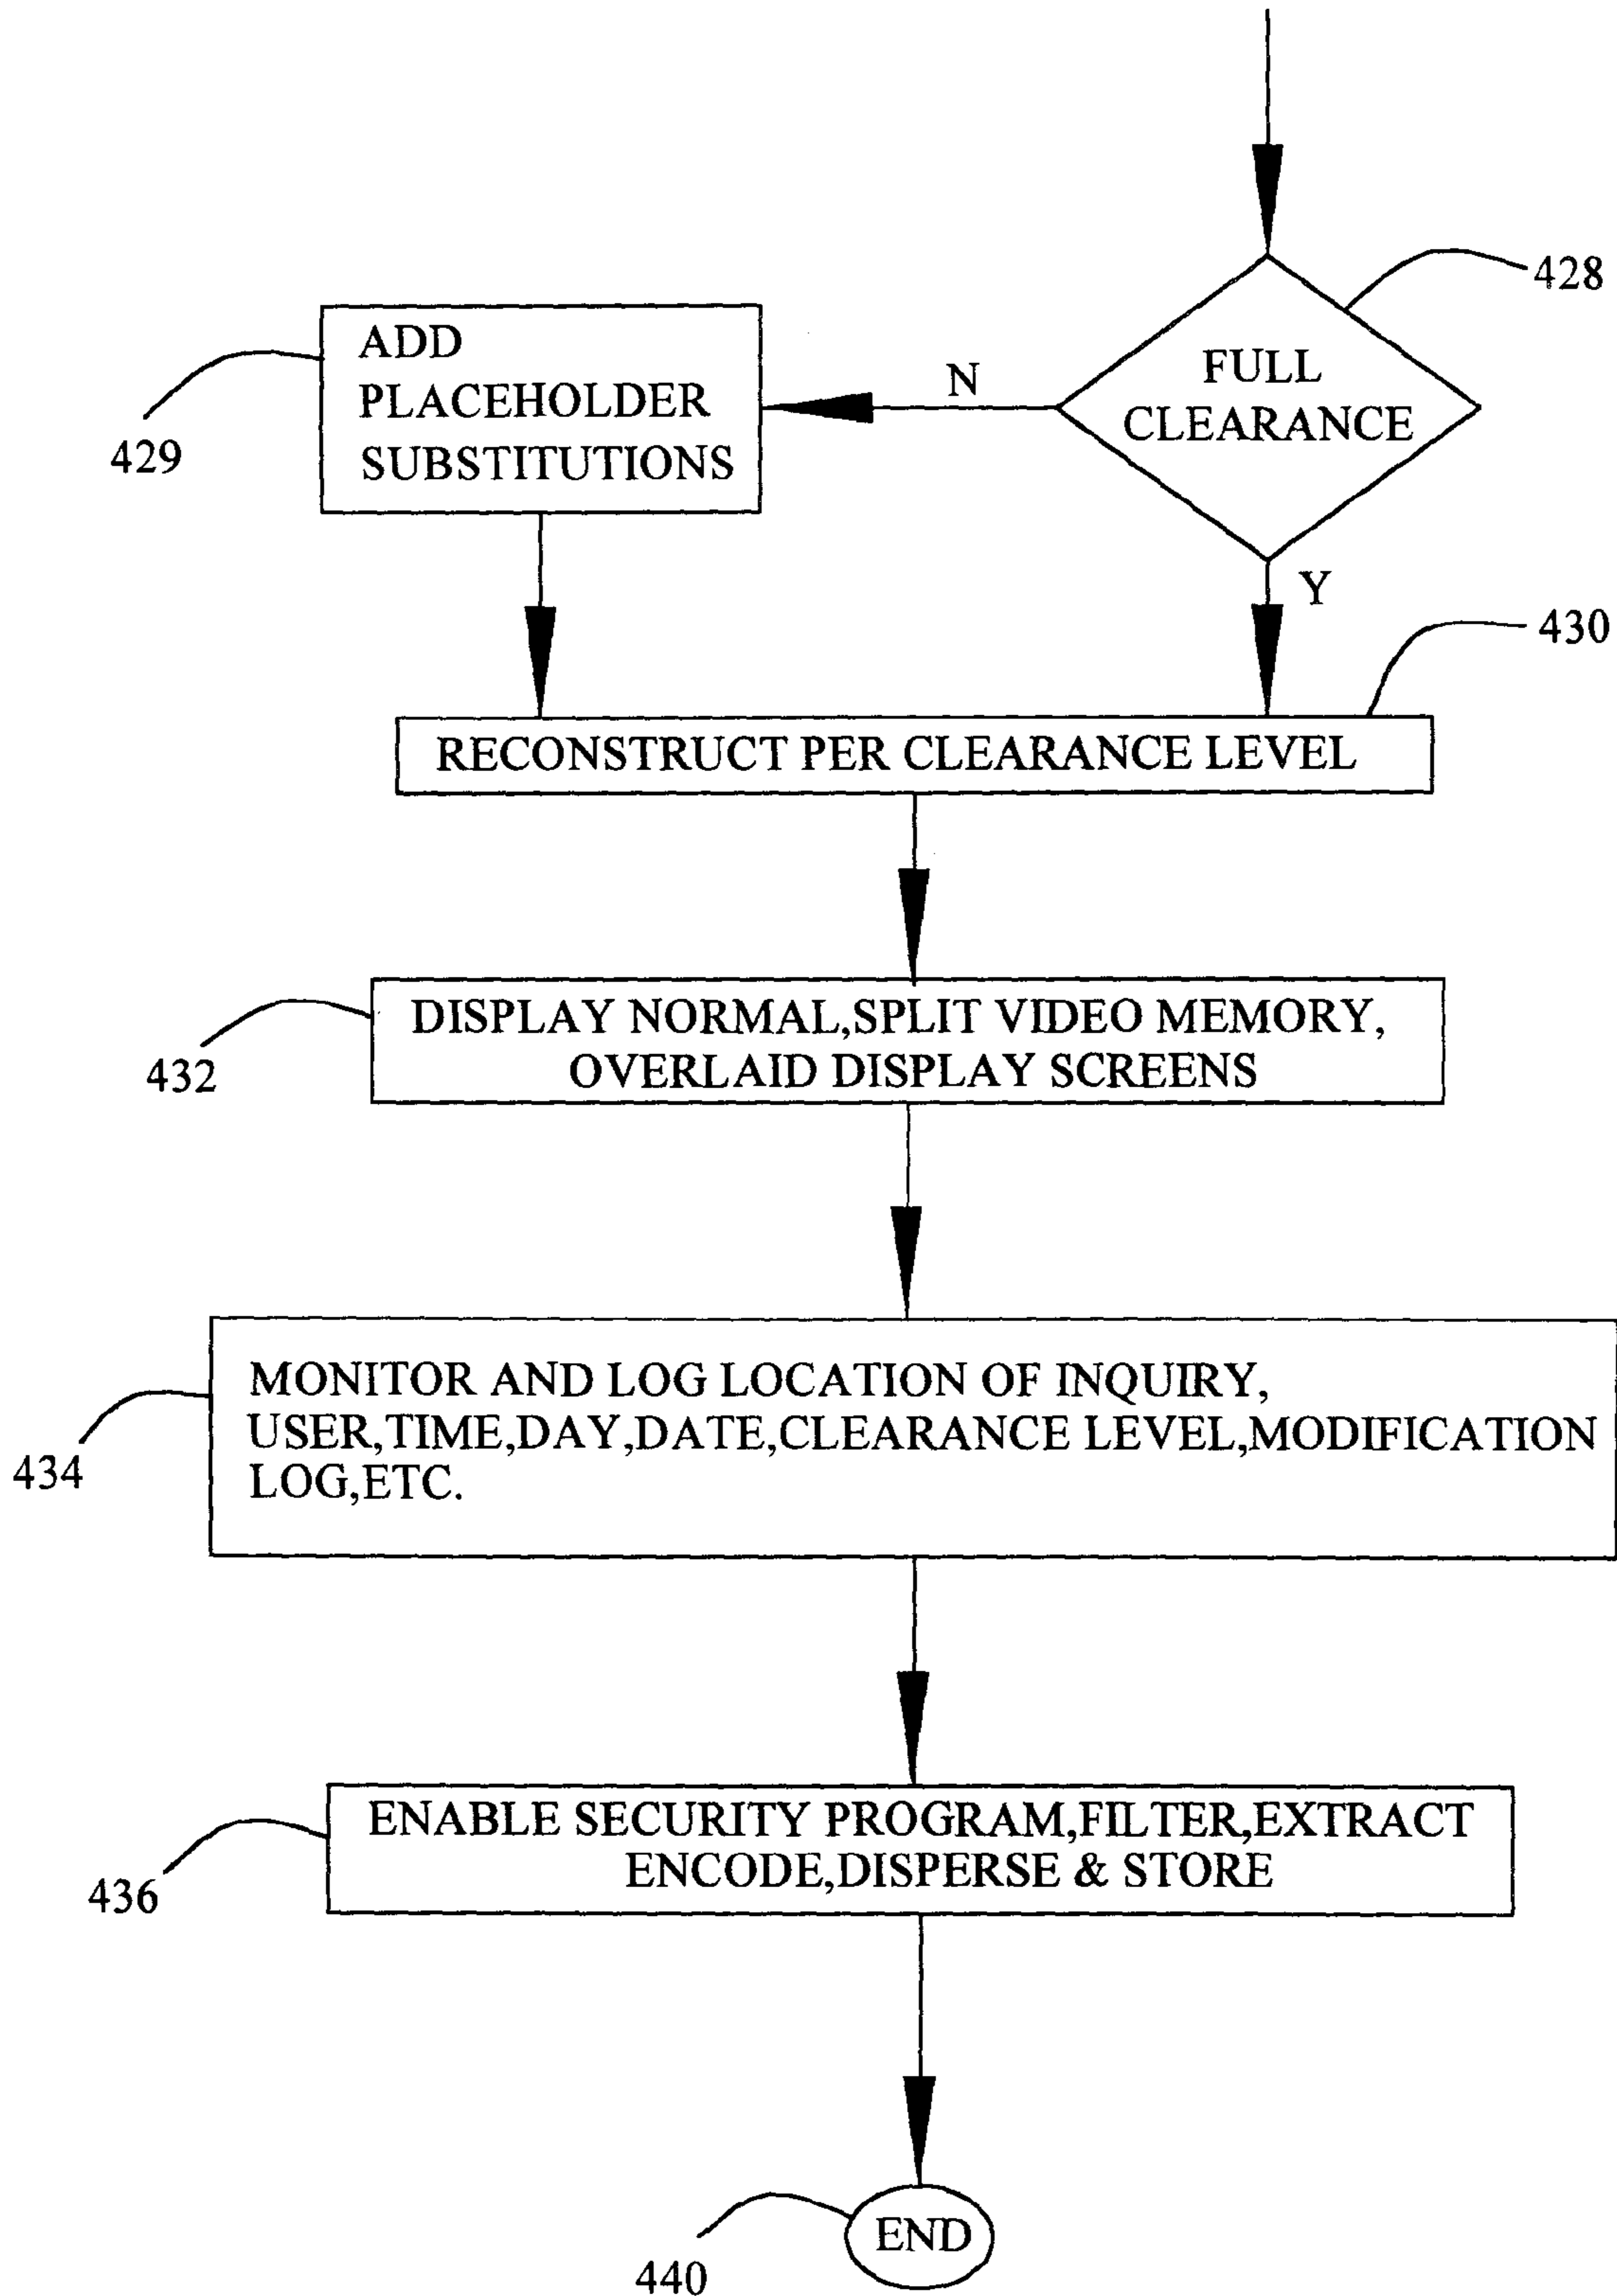 428
FULL
CLEARANCE
N
ADD
PLACEHOLDER
SUBSTITUTIONS
429
Y
430
RECONSTRUCT PER CLEARANCE LEVEL
DISPLAY NORMAL,SPLIT VIDEO MEMORY,
OVERLAID DISPLAY SCREENS
432
MONITOR AND LOG LOCATION OF INQUIRY,
USER,TIME,DAY,DATE,CLEARANCE LEVEL,MODIFICATION
LOG,ETC.
434
ENABLE SECURITY PROGRAM,FILTER,EXTRACT
ENCODE,DISPERSE & STORE
436
END
440